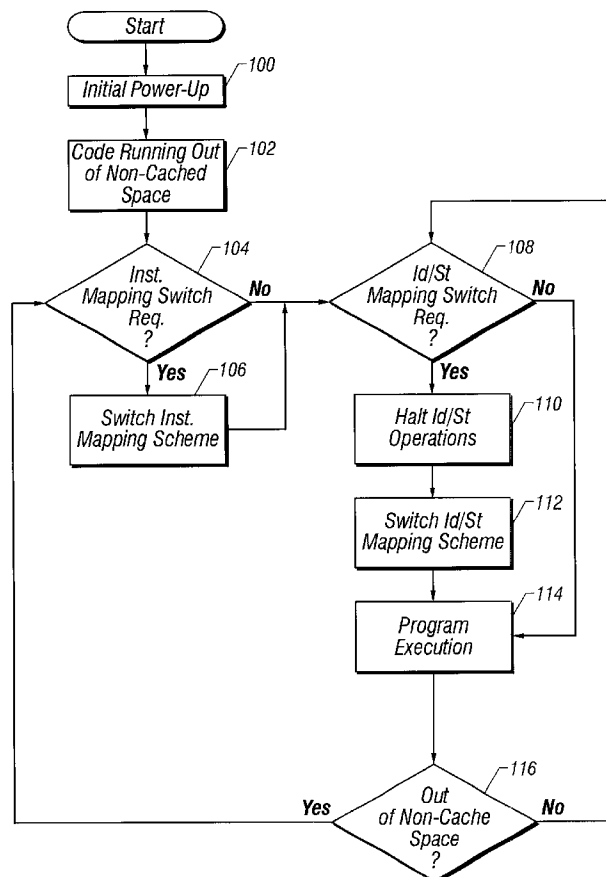 Start
100
Initial Power-Up
102
Code Running Out
of Non-Cached
Space
104
Inst.
Mapping Switch
Req.
?
No
Yes
106
Switch Inst.
Mapping Scheme
108
Id/St
Mapping Switch
Req.
?
No
Yes
110
Halt Id/St
Operations
112
Switch Id/St
Mapping Scheme
114
Program
Execution
116
Out
of Non-Cache
Space
?
Yes
No